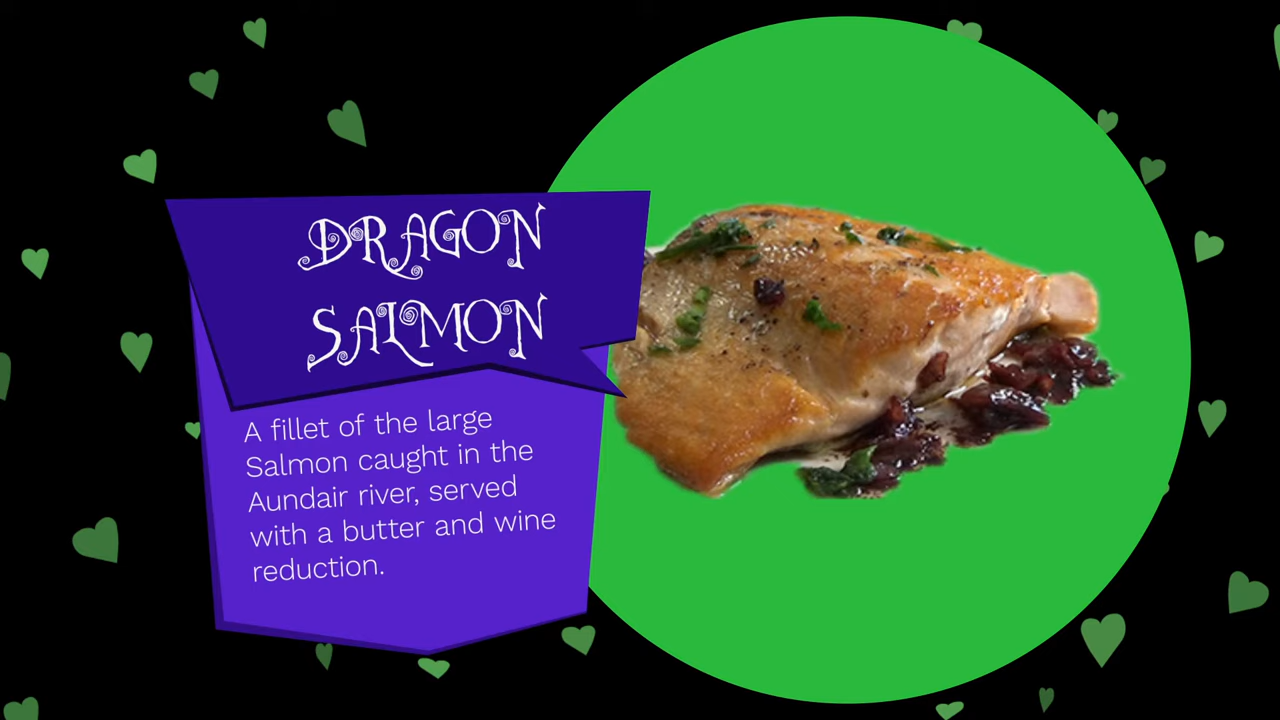 DRAGON
SALMON
A fillet of the large
Salmon caught in the
Aundair river, served
with a butter and wine
reduction.